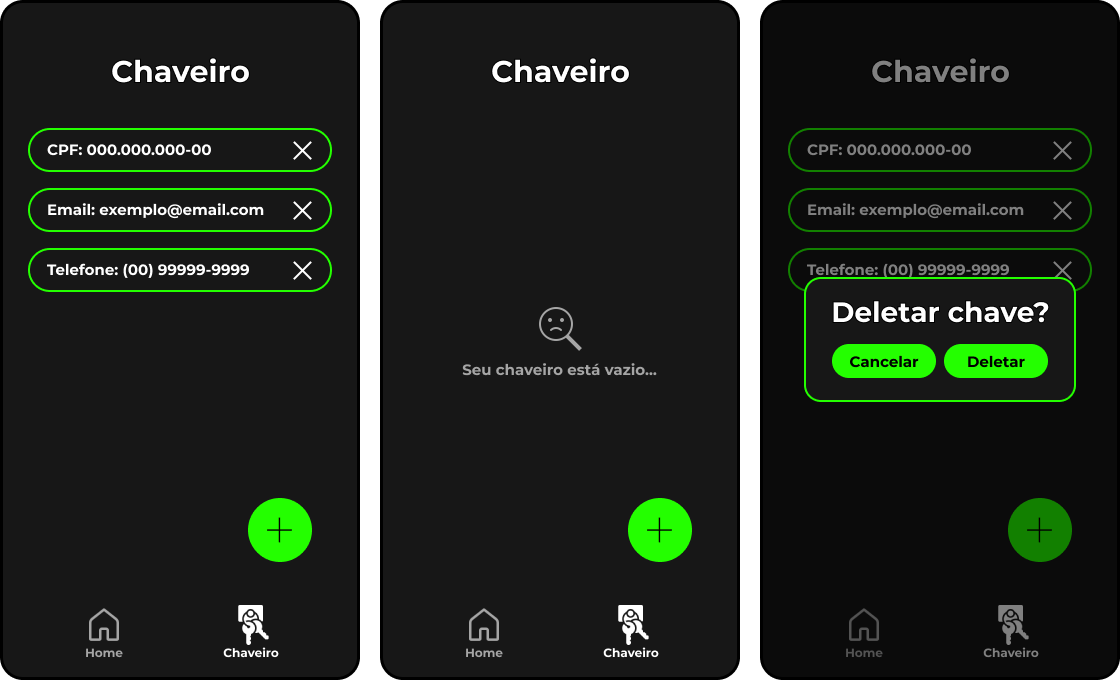 Chaveiro
CPF: 000.000.000-00
Email: exemplo@email.com
Telefone: (00) 99999-9999
Home
Chaveiro
Chaveiro
Seu chaveiro está vazio...
Home
Chaveiro
Chaveiro
CPF: 000.000.000-00
Email: exemplo@email.com
Telefone: (00) 99999-9999
Deletar chave?
Cancelar
Deletar
Home
Chaveiro